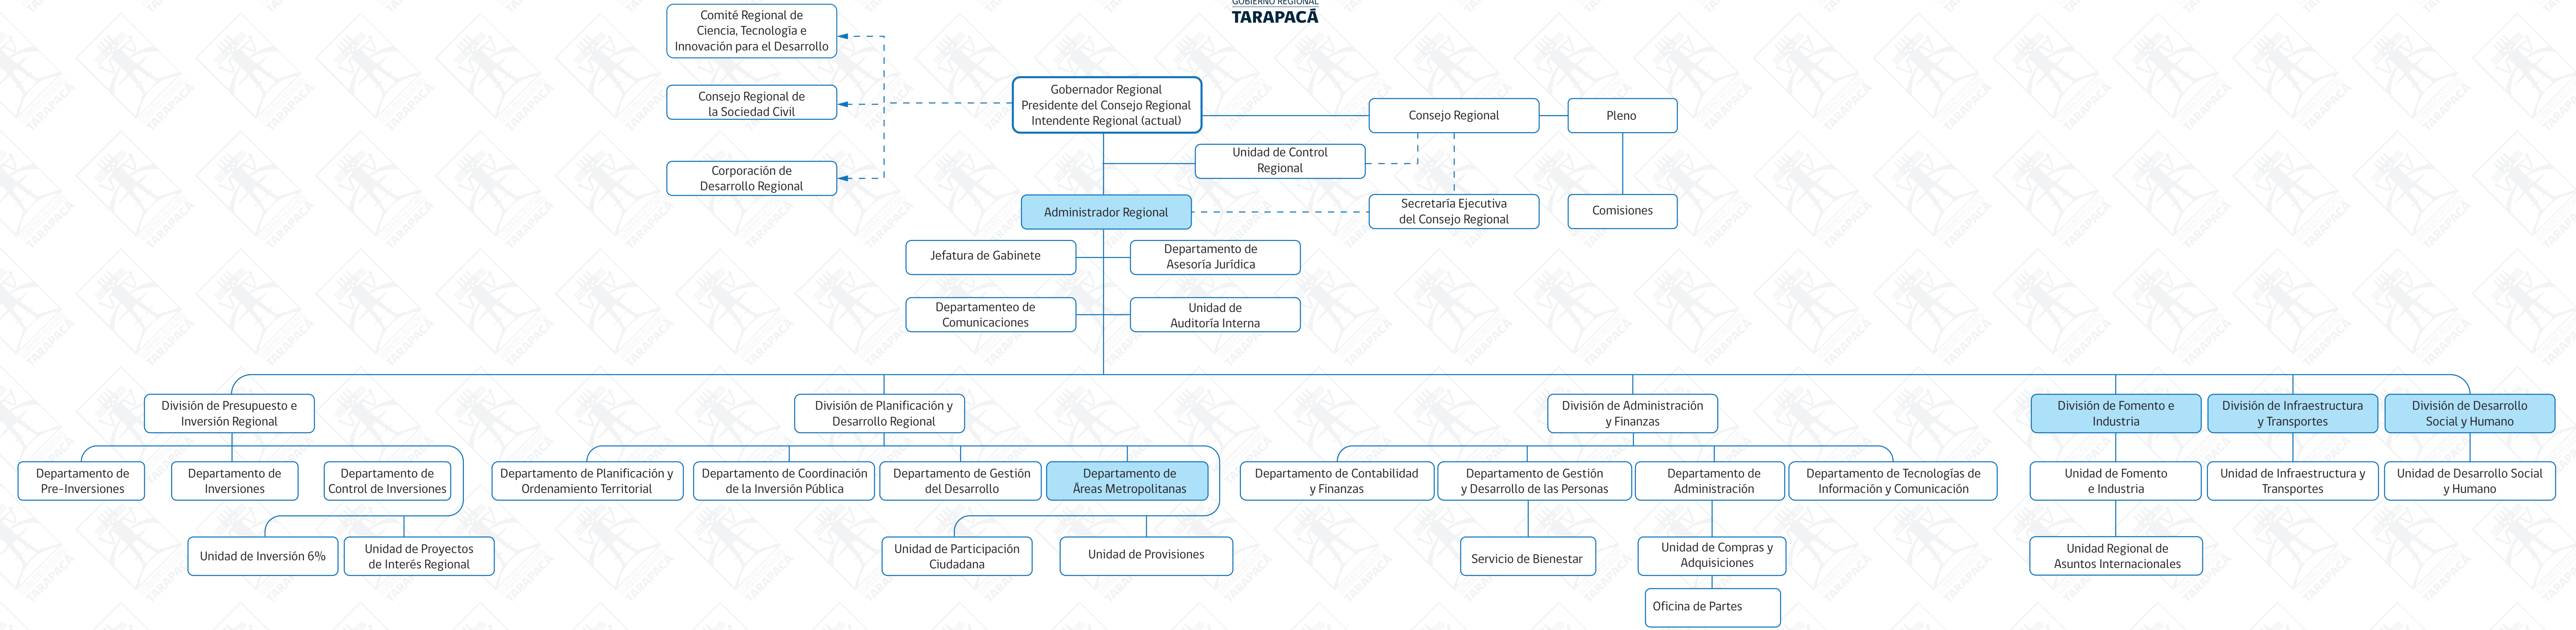 GOBIERNO REGIONAL
TARAPACÁ
Comité Regional de
Ciencia, Tecnología e
Innovación para el Desarrollo
Consejo Regional de
la Sociedad Civil
Corporación de
Desarrollo Regional
Gobernador Regional
Presidente del Consejo Regional
Intendente Regional (actual)
Consejo Regional
Pleno
Unidad de Control
Regional
Administrador Regional
Secretaría Ejecutiva
del Consejo Regional
Comisiones
Jefatura de Gabinete
Departamento de
Asesoría Jurídica
Departamenteo de
Comunicaciones
Unidad de
Auditoría Interna
División de Presupuesto e
Inversión Regional
División de Planificación y
Desarrollo Regional
División de Administración
y Finanzas
División de Fomento e
Industria
División de Infraestructura
y Transportes
División de Desarrollo
Social y Humano
Departamento de
Pre-Inversiones
Departamento de
Inversiones
Departamento de
Control de Inversiones
Departamento de Planificación y
Ordenamiento Territorial
Departamento de Coordinación
de la Inversión Pública
Departamento de Gestión
del Desarrollo
Departamento de
Áreas Metropolitanas
Departamento de Contabilidad
y Finanzas
Departamento de Gestión
y Desarrollo de las Personas
Departamento de
Administración
Departamento de Tecnologías de
Información y Comunicación
Unidad de Fomento
e Industria
Unidad de Infraestructura y
Transportes
Unidad de Desarrollo Social
y Humano
Unidad de Inversión 6%
Unidad de Proyectos
de Interés Regional
Unidad de Participación
Ciudadana
Unidad de Provisiones
Servicio de Bienestar
Unidad de Compras y
Adquisiciones
Unidad Regional de
Asuntos Internacionales
Oficina de Partes